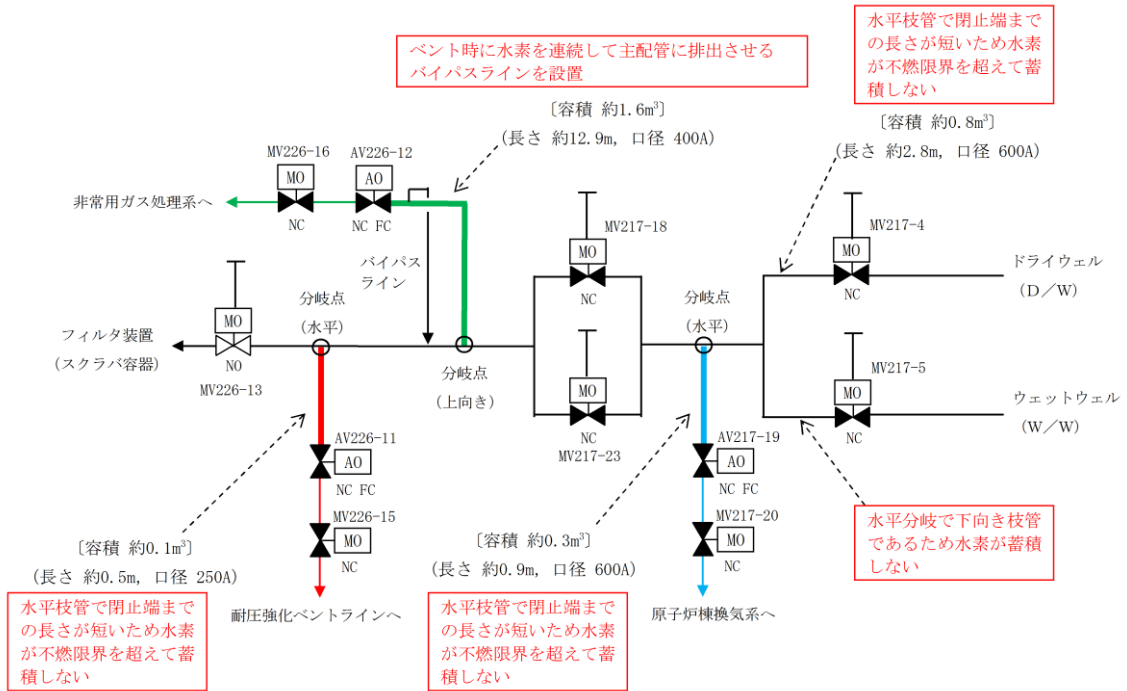 ベント時に水素を連続して主配管に排出させる
バイパスラインを設置
水平枝管で閉止端まで
の長さが短いため水素
が不燃限界を超えて蓄
積しない
〔容積 約1.6m³〕
(長さ 約12.9m, 口径 400A)
〔容積 約0.8m³〕
(長さ 約2.8m, 口径 600A)
MV226-16
AV226-12
MO
AO
非常用ガス処理系へ
NC
NC FC
MV217-18
MV217-4
MO
MO
バイパス
ライン
NC
NC
ドライウェル
(D/W)
分岐点
(水平)
分岐点
(水平)
MO
フィルタ装置
(スクラバ容器)
NO
MV226-13
分岐点
(上向き)
MO
NC
MV217-23
MV217-5
MO
NC
ウェットウェル
(W/W)
AV226-11
AO
NC FC
AV217-19
AO
NC FC
MV226-15
MO
NC
MV217-20
MO
NC
水平分岐で下向き枝管
であるため水素が蓄積
しない
〔容積 約0.1m³〕
(長さ 約0.5m, 口径 250A)
〔容積 約0.3m³〕
(長さ 約0.9m, 口径 600A)
水平枝管で閉止端まで
の長さが短いため水素
が不燃限界を超えて蓄
積しない
耐圧強化ベントラインへ
水平枝管で閉止端まで
の長さが短いため水素
が不燃限界を超えて蓄
積しない
原子炉棟換気系へ